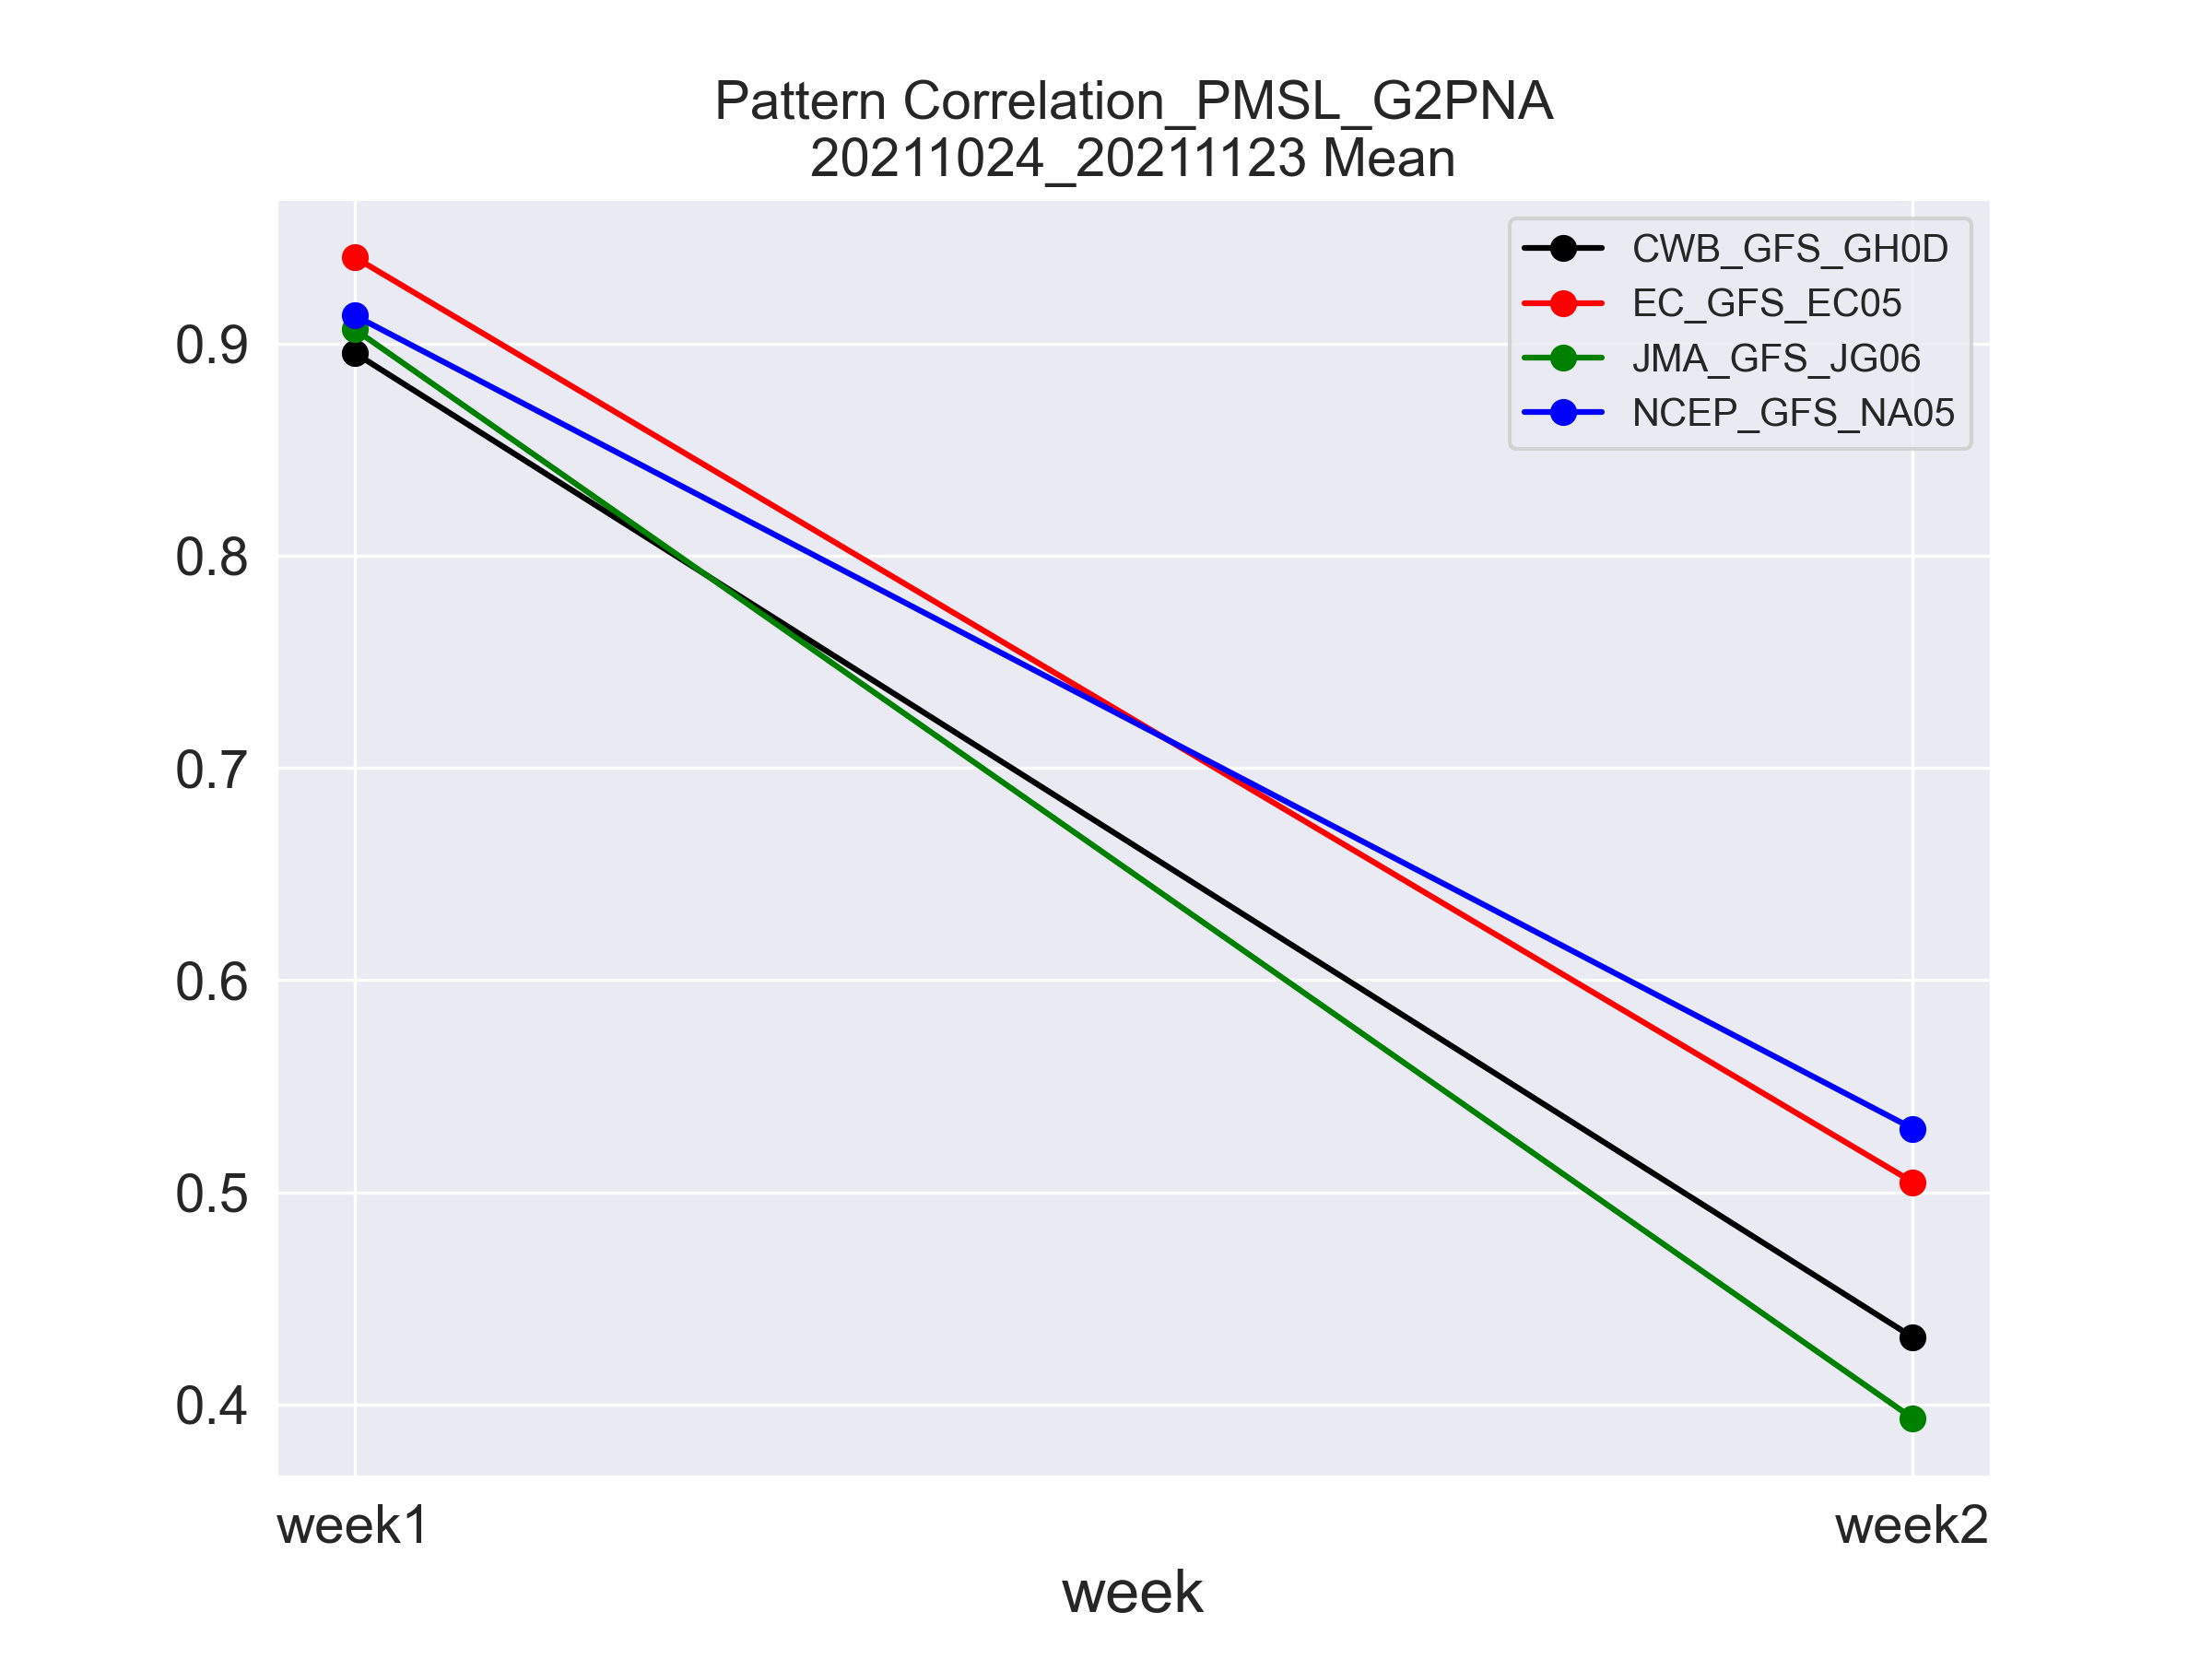 Pattern Correlation_PMSL_G2PNA
20211024_20211123 Mean
CWB_GFS_GH0D
EC_GFS_EC05
JMA_GFS_JG06
NCEP_GFS_NA05
0.9
0.8
0.7
0.6
0.5
0.4
week1
week2
week